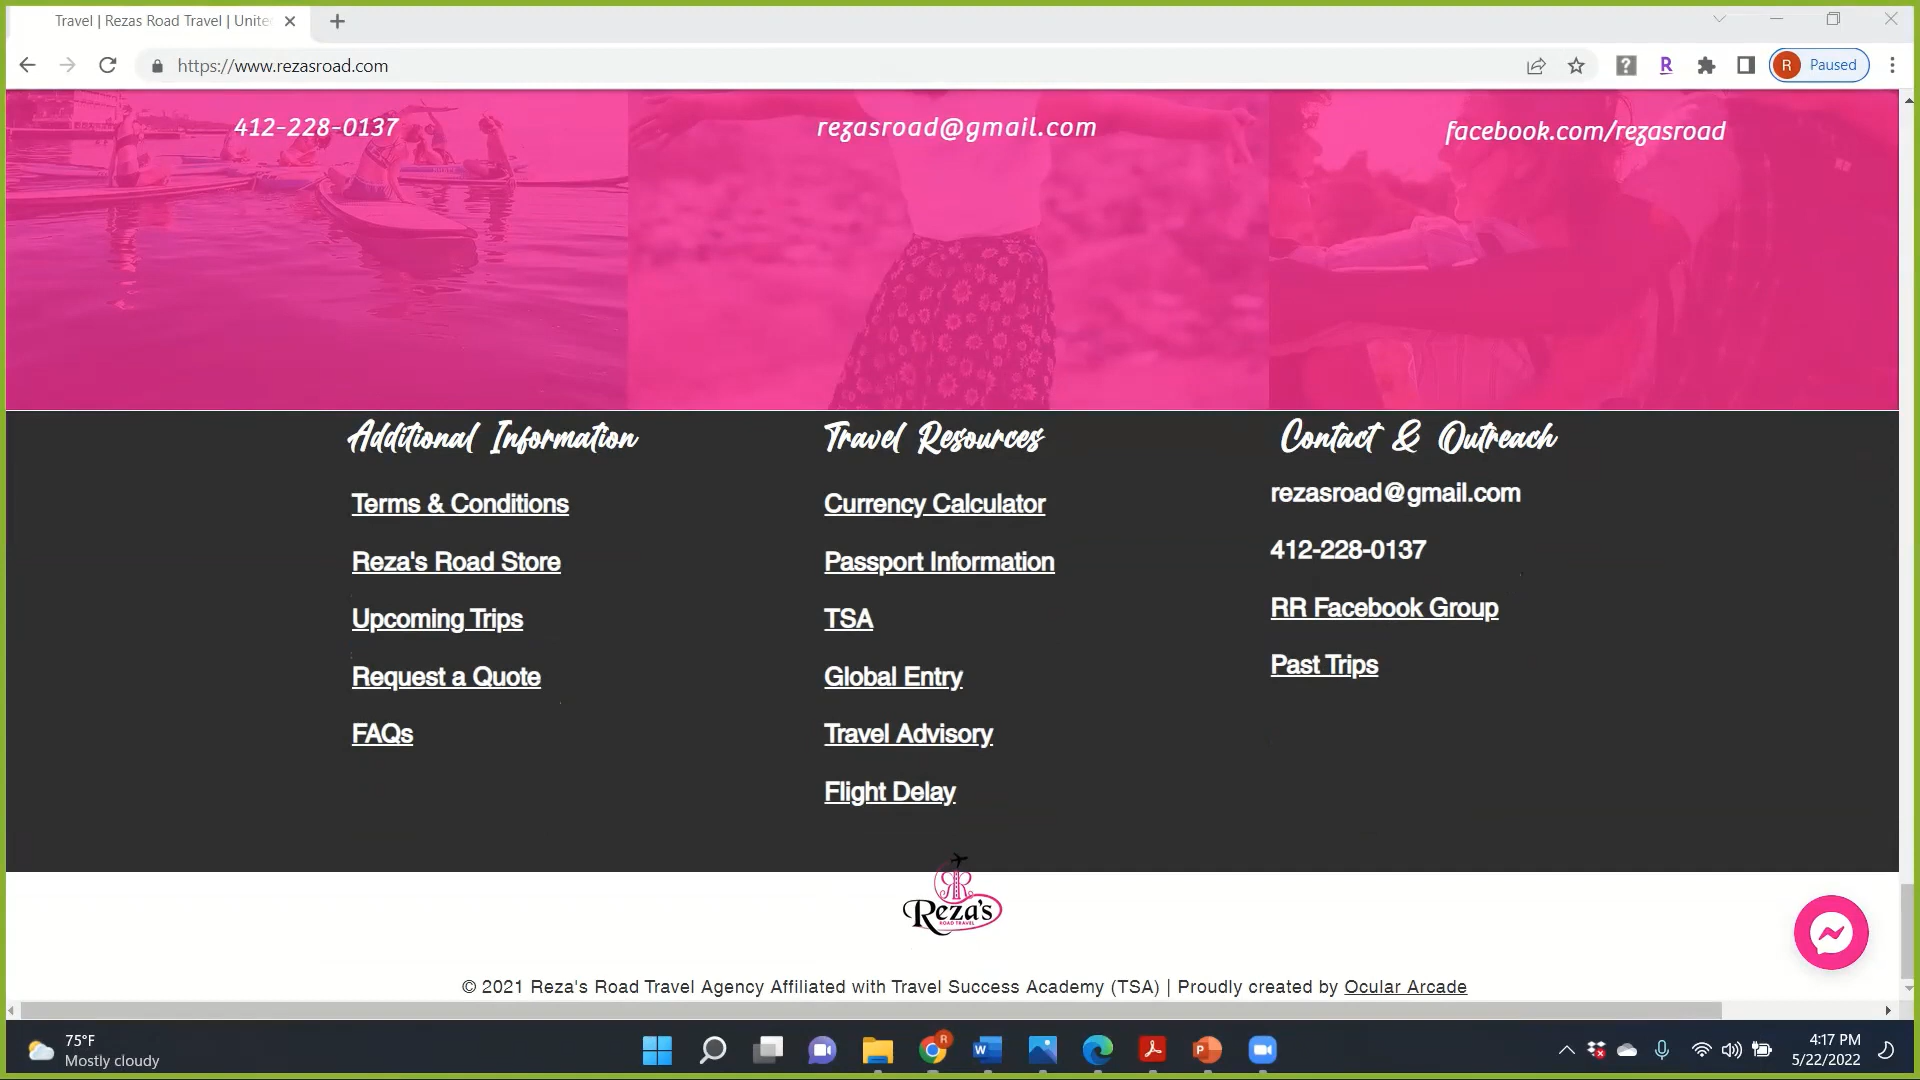 Travel | Rezas Road Travel | Unite
https://www.rezasroad.com
R
R
Paused
412-228-0137
rezasroad@gmail.com
facebook.com/rezasroad
Additional Information
Terms & Conditions
Reza's Road Store
Upcoming Trips
Request a Quote
FAQs
Travel Resources
Currency Calculator
Passport Information
TSA
Global Entry
Travel Advisory
Flight Delay
Contact & Outreach
rezasroad@gmail.com
412-228-0137
RR Facebook Group
Past Trips
Reza's
ROAD TRAVEL
© 2021 Reza's Road Travel Agency Affiliated with Travel Success Academy (TSA) | Proudly created by Ocular Arcade
75°F
Mostly cloudy
R
W
P
4:17 PM
5/22/2022